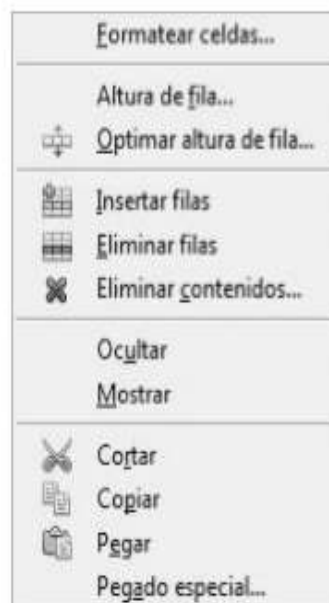 Formatear celdas...
Altura de fila...
Optimar altura de fila...
Insertar filas
Eliminar filas
Eliminar contenidos...
Ocultar
Mostrar
Cortar
Copiar
Pegar
Pegado especial...